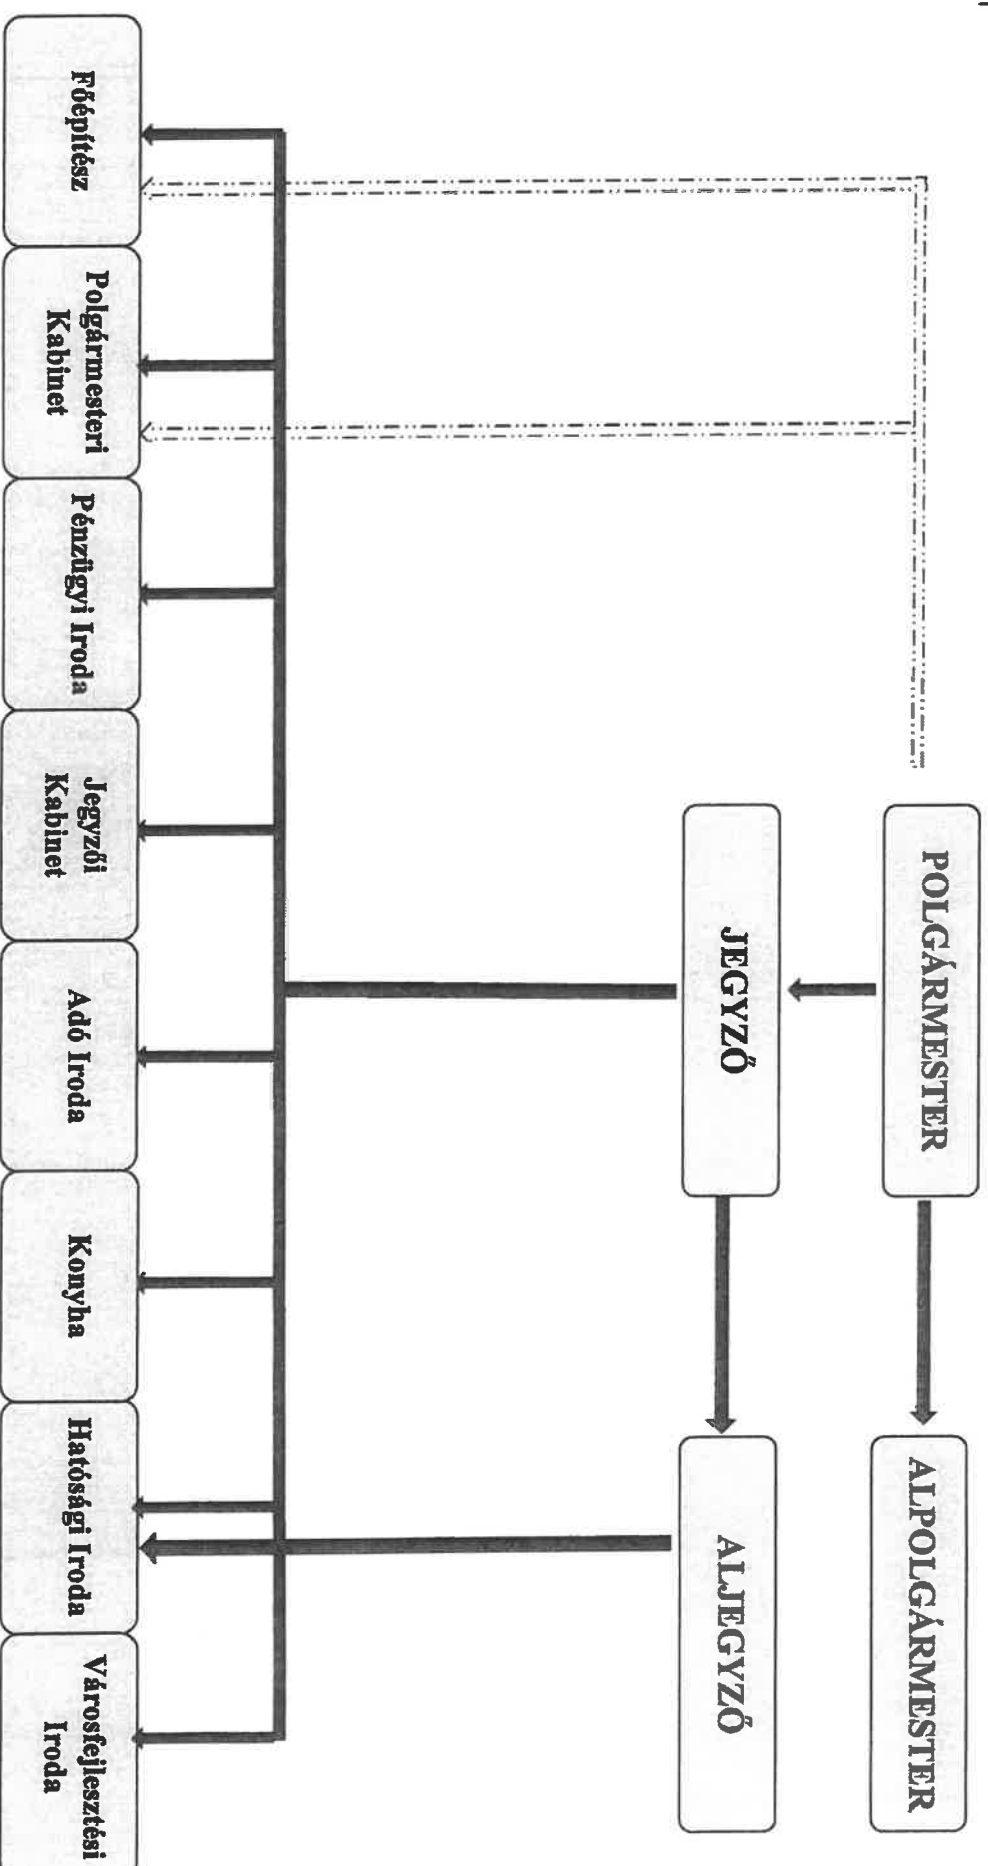 POLGÁRMESTER
ALPOLGÁRMESTER
JEGYZŐ
ALJEGYZŐ
Főépítész
Polgármesteri
Kabinet
Pénzügyi Iroda
Jegyzői
Kabinet
Adó Iroda
Konyha
Hatósági Iroda
Városfejlesztési
Iroda